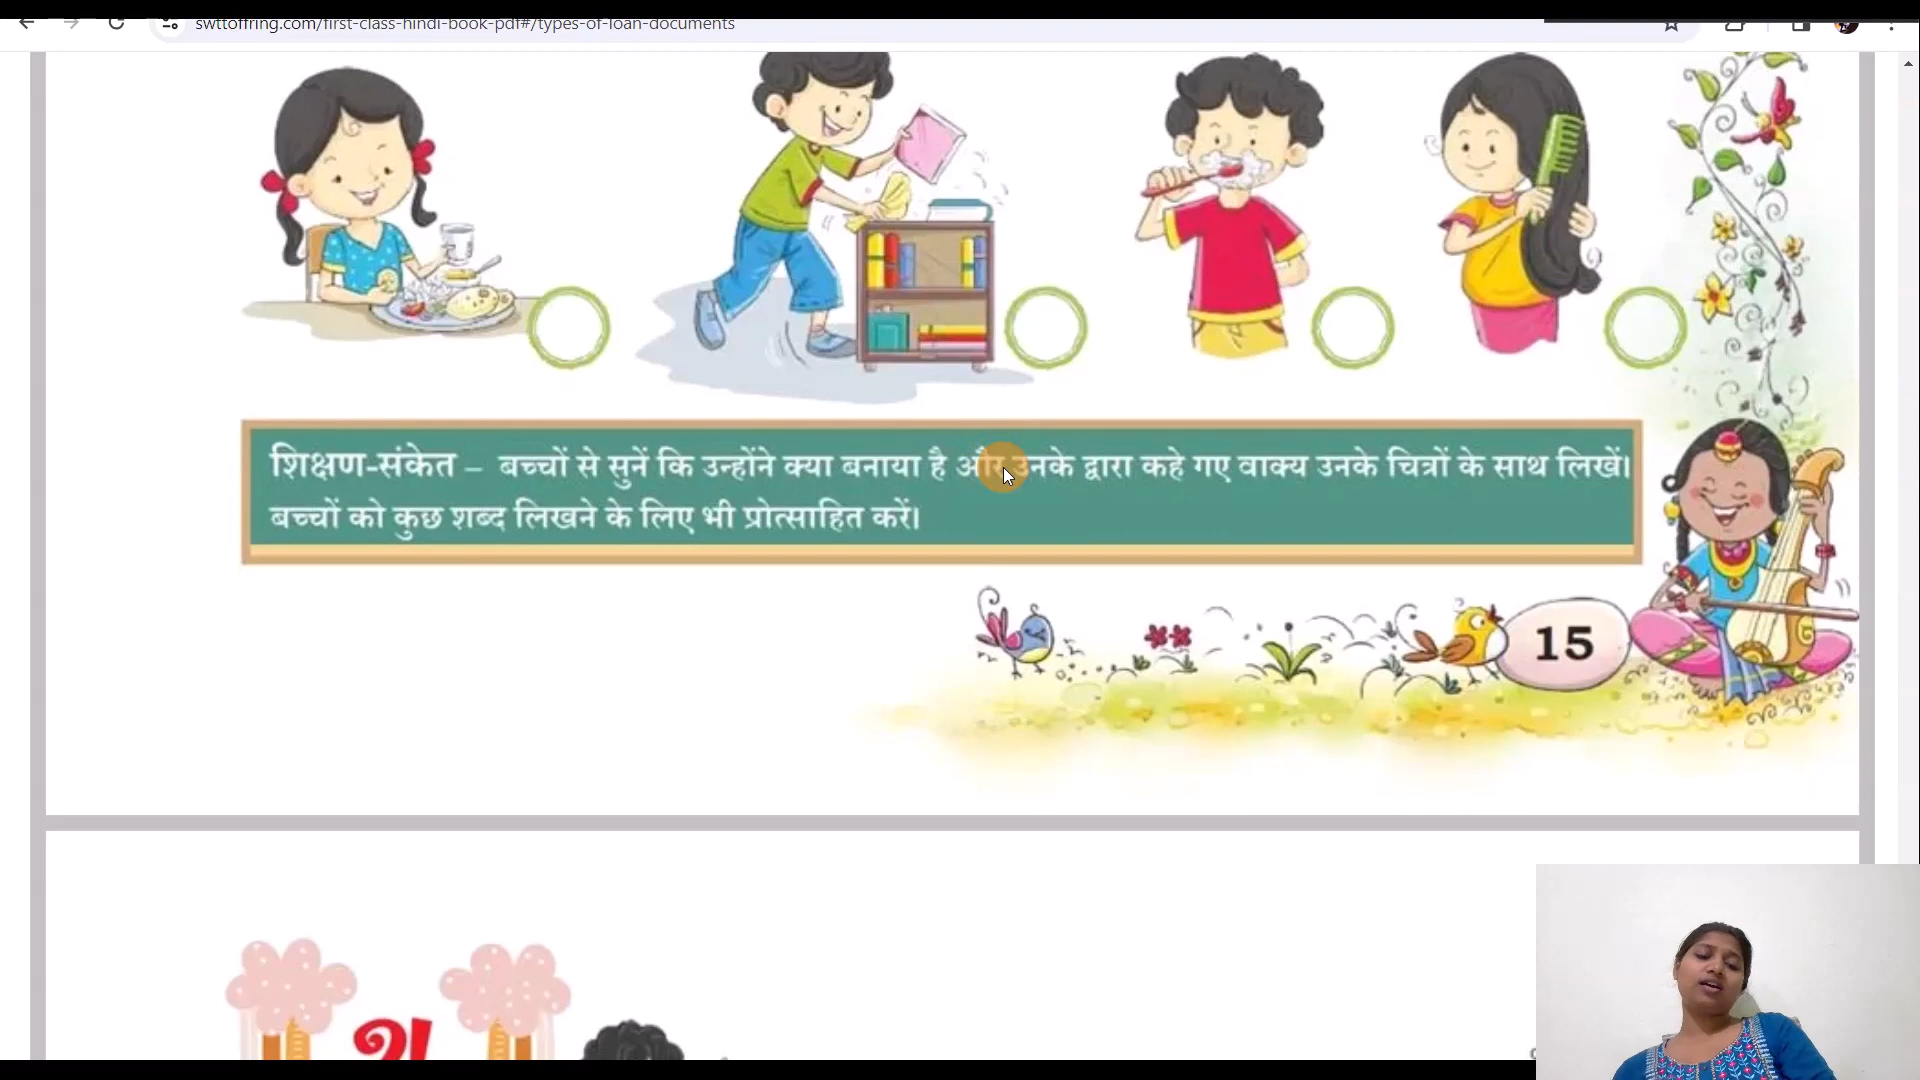 swttoffring.com/first-class-hindi-book-pdf#/types-of-loan-documents
शिक्षण-संकेत – बच्चों से सुनें कि उन्होंने क्या बनाया है और उनके द्वारा कहे गए वाक्य उनके चित्रों के साथ लिखें।
बच्चों को कुछ शब्द लिखने के लिए भी प्रोत्साहित करें।
15